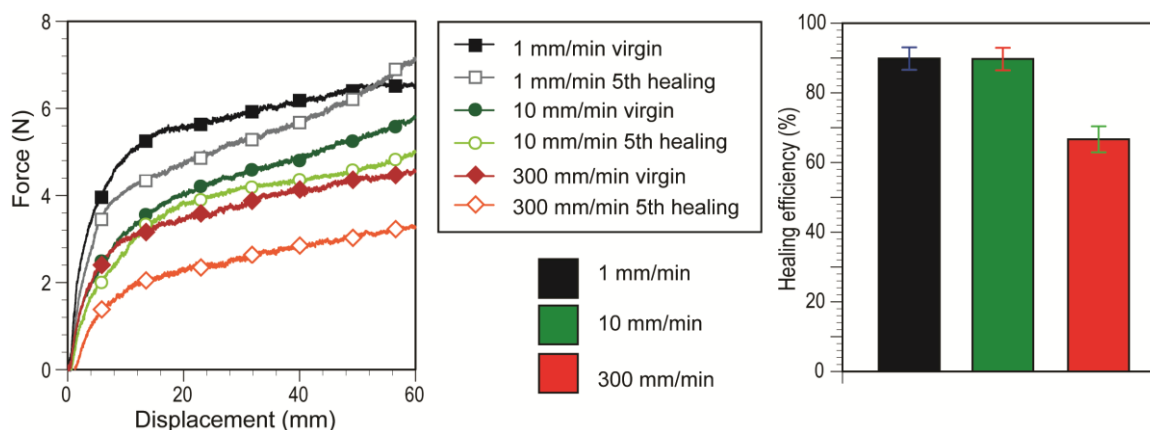 8
6
4
2
0
Force (N)
0
20
40
60
Displacement (mm)
1 mm/min virgin
1 mm/min 5th healing
10 mm/min virgin
10 mm/min 5th healing
300 mm/min virgin
300 mm/min 5th healing
1 mm/min
10 mm/min
300 mm/min
100
80
60
40
20
0
Healing efficiency (%)